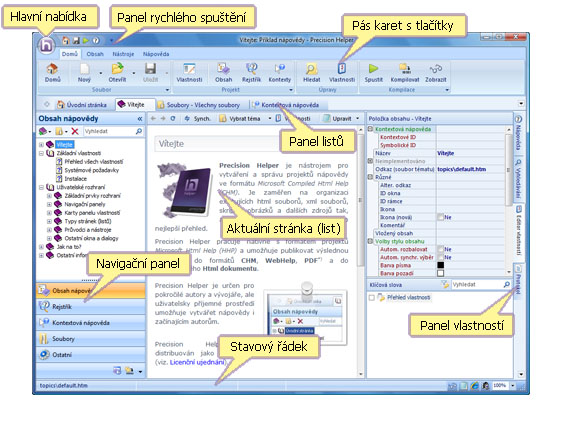 Hlavní nabídka
Panel rychlého spuštění
Pás karet s tlačítky
Vítejte: Příklad nápovědy - Precision Helper
Domů Obsah Nástroje Nápověda
Domů Nový Otevřít Uložit Vlastnosti Obsah Rejstřík Kontexty Hledat Vlastnosti Spustit Kompilovat Zobrazit
Soubor Projekt Úpravy Kompilace
Úvodní stránka Vítejte Soubory - Všechny soubory Kontextová nápověda
Panel listů
Obsah nápovědy
Vyhledat
Vítejte
Základní vlastnosti
Přehled všech vlastností
Systémové požadavky
Instalace
Uživatelské rozhraní
Základní prvky rozhraní
Navigační panely
Karty panelu vlastností
Typy stránek (listů)
Průvodci a nástroje
Ostatní okna a dialogy
Jak na to?
Ostatní
Navigační panel
Obsah
Rejstřík
Kontextová nápověda
Soubory
Ostatní
Synch. Vybrat téma Upravit
Vítejte
Precision Helper je nástrojem pro
vytváření a správu projektů nápovědy
ve formátu Microsoft Compiled Html Help
(CHM). Je zaměřen na organizaci
html souborů, xml souborů,
a dalších zdrojů tak,
nejlepší přehled.
Aktuální stránka (list)
Precision Helper pracuje s formátem projektů
Html Help (HHP) a umožňuje publikovat výslednou
do formátů CHM, WebHelp, PDF a do
Html dokumentu.
Precision Helper je určen pro
pokročilé autory a vývojáře, ale
uživatelsky příjemné prostředí
umožňuje vytvářet nápovědy i
začínajícím autorům.
Obsah nápovědy
Úvodní stránka
Precision
distribuován jako
(viz. Licenční ujednání).
Stavový řádek
Položka obsahu - Vítejte
Kontextová nápověda
Kontextové ID
Symbolické ID
Název Vítejte
Neimplementováno
Odkaz (soubor tématu) topics\default.htm
Různé
Alter. odkaz
ID okna
ID rámce
Ikona
Ikona (nová) Ne
Komentář
Vložený obsah
Volby stylu obsahu
Autom. rozbalovat Ne
Autom. synchr. výběr Ne
Barva písma
Barva pozadí
Klíčová slova Vyhledat
Přehled vlastností
Nápověda
Vyhledávání
Editor vlastností
Panel vlastností
topics\default.htm
100%